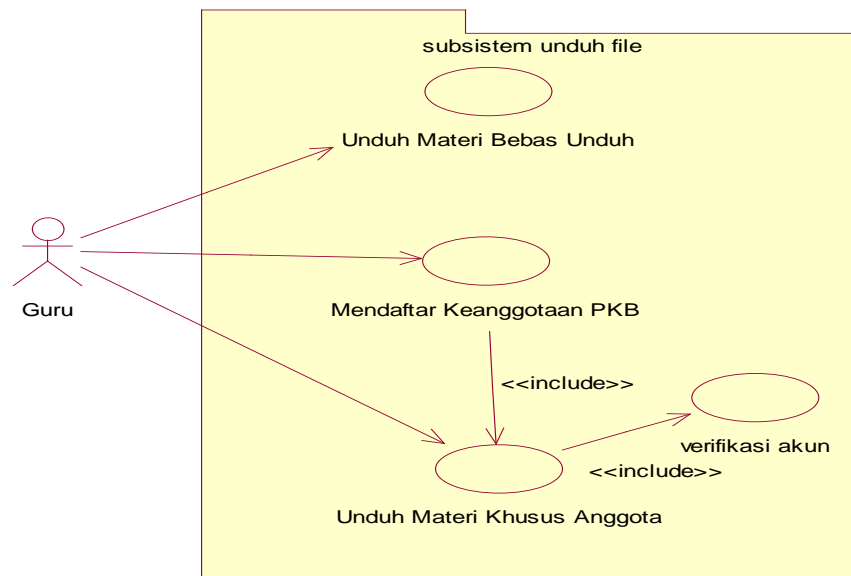 subsistem unduh file
Unduh Materi Bebas Unduh
Guru
Mendaftar Keanggotaan PKB
<<include>>
verifikasi akun
<<include>>
Unduh Materi Khusus Anggota